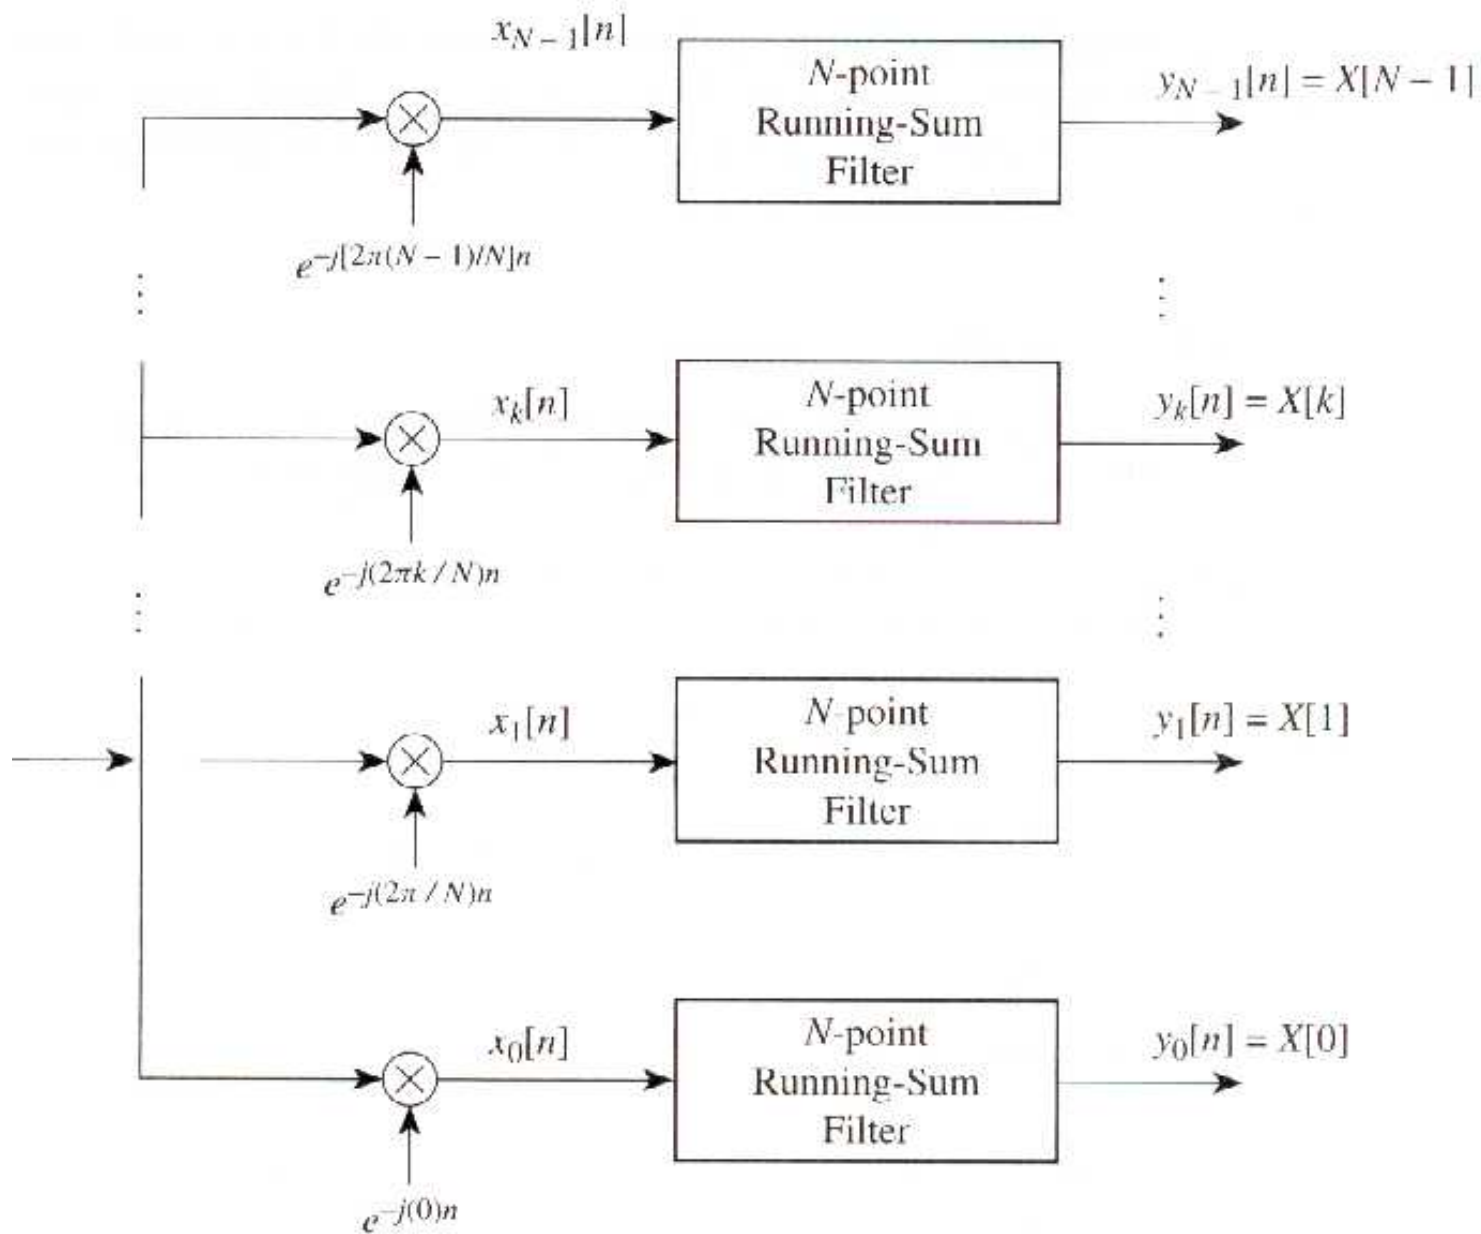 x_{N-1}[n]
N-point
Running-Sum
Filter
y_{N-1}[n] = X[N-1]
e^{-j[2π(N-1)/N]n}
x_k[n]
N-point
Running-Sum
Filter
y_k[n] = X[k]
e^{-j(2πk/N)n}
x_1[n]
N-point
Running-Sum
Filter
y_1[n] = X[1]
e^{-j(2π/N)n}
x_0[n]
N-point
Running-Sum
Filter
y_0[n] = X[0]
e^{-j(0)n}